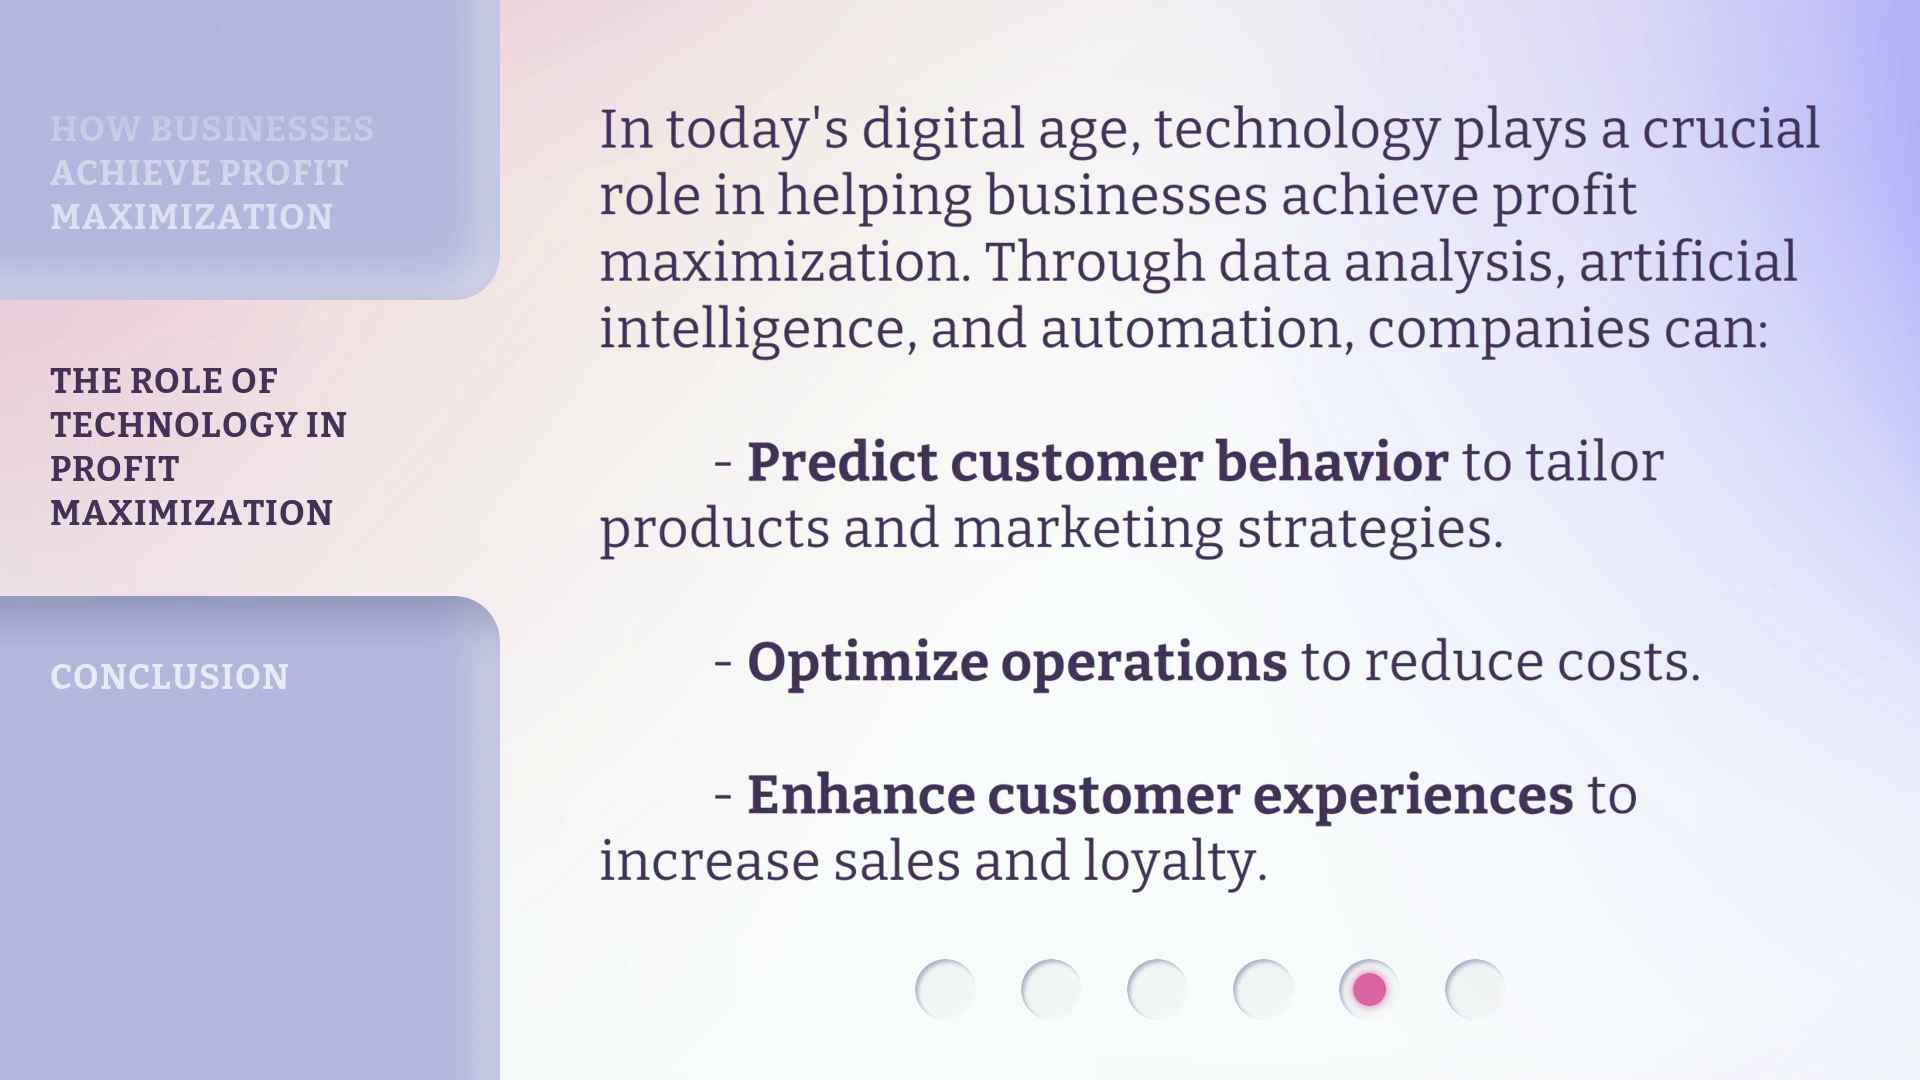 HOW BUSINESSES
ACHIEVE PROFIT
MAXIMIZATION
THE ROLE OF
TECHNOLOGY IN
PROFIT
MAXIMIZATION
CONCLUSION
In today's digital age, technology plays a crucial
role in helping businesses achieve profit
maximization. Through data analysis, artificial
intelligence, and automation, companies can:
- Predict customer behavior to tailor
products and marketing strategies.
- Optimize operations to reduce costs.
- Enhance customer experiences to
increase sales and loyalty.